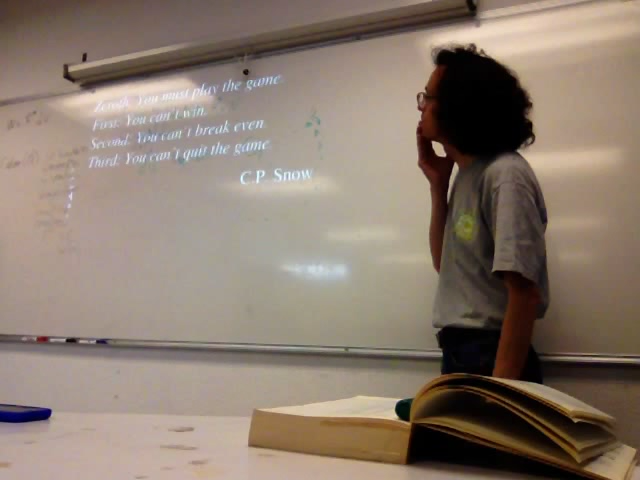 Zeroth: You must play the game.
First: You can't win.
Second: You can't break even.
Third: You can't quit the game.
C.P. Snow